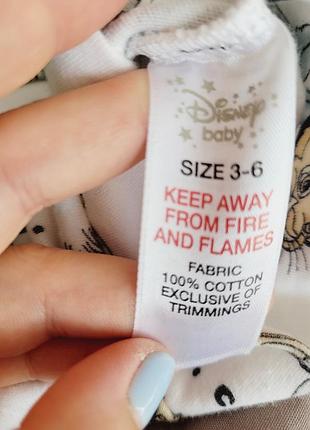 Disney
baby
SIZE 3-6
KEEP AWAY
FROM FIRE
AND FLAMES
FABRIC
100% COTTON
EXCLUSIVE OF
TRIMMINGS